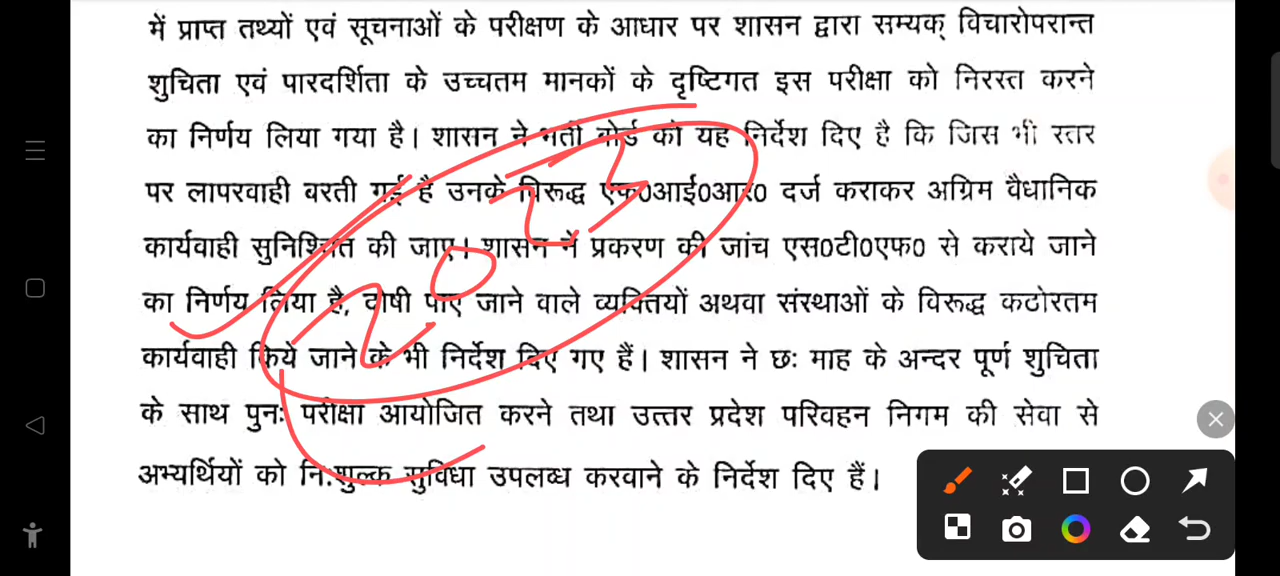 में प्राप्त तथ्यों एवं सूचनाओं के परीक्षण के आधार पर शासन द्वारा सम्यक् विचारोपरान्त
शुचिता एवं पारदर्शिता के उच्चतम मानकों के दृष्टिगत इस परीक्षा को निरस्त करने
का निर्णय लिया गया है। शासन ने भर्ती बोर्ड को यह निर्देश दिए है कि जिस भी स्तर
पर लापरवाही बरती गई है उनके विरूद्ध एफ0आई0आर0 दर्ज कराकर अग्रिम वैधानिक
कार्यवाही सुनिश्चित की जाए। शासन ने प्रकरण की जांच एस0टी0एफ0 से कराये जाने
का निर्णय लिया है, दोषी पाए जाने वाले व्यक्तियों अथवा संस्थाओं के विरूद्ध कठोरतम
कार्यवाही किये जाने के भी निर्देश दिए गए हैं। शासन ने छः माह के अन्दर पूर्ण शुचिता
के साथ पुनः परीक्षा आयोजित करने तथा उत्तर प्रदेश परिवहन निगम की सेवा से
अभ्यर्थियों को नि:शुल्क सुविधा उपलब्ध करवाने के निर्देश दिए हैं।
2023